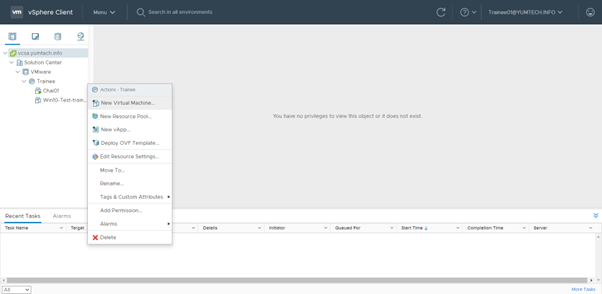 vm vSphere Client Menu Search in all environments Trainee01@YUMTECH.INFO
vcsa.yumtech.info
Solution Center
VMware
Trainee
Chai01
Win10-Test-train...
Actions - Trainee
New Virtual Machine...
New Resource Pool...
New vApp...
Deploy OVF Template...
Edit Resource Settings...
Move To...
Rename...
Tags & Custom Attributes
Add Permission...
Alarms
Delete
You have no privileges to view this object or it does not exist.
Recent Tasks Alarms
Task Name Target Details Initiator Queued For Start Time ↓ Completion Time Server
All More Tasks